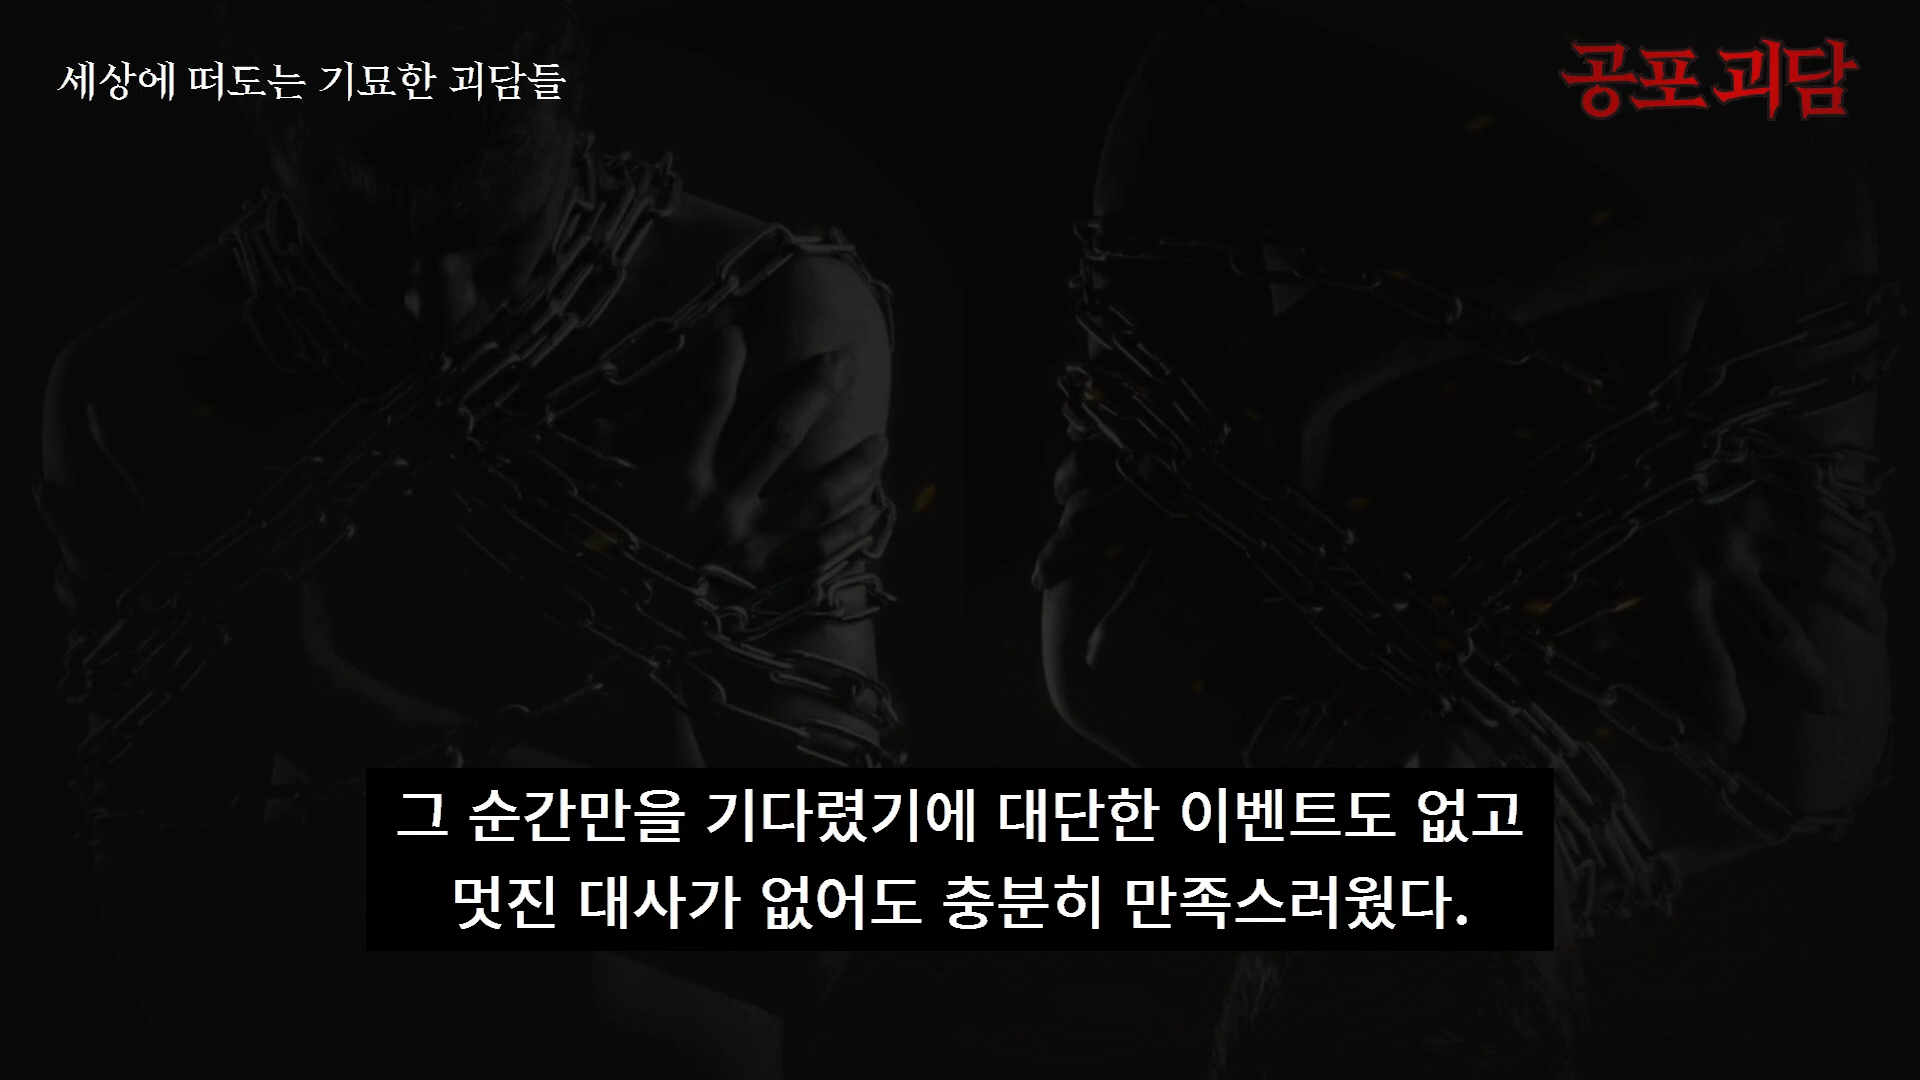 세상에 떠도는 기묘한 괴담들
공포 괴담
그 순간만을 기다렸기에 대단한 이벤트도 없고
멋진 대사가 없어도 충분히 만족스러웠다.